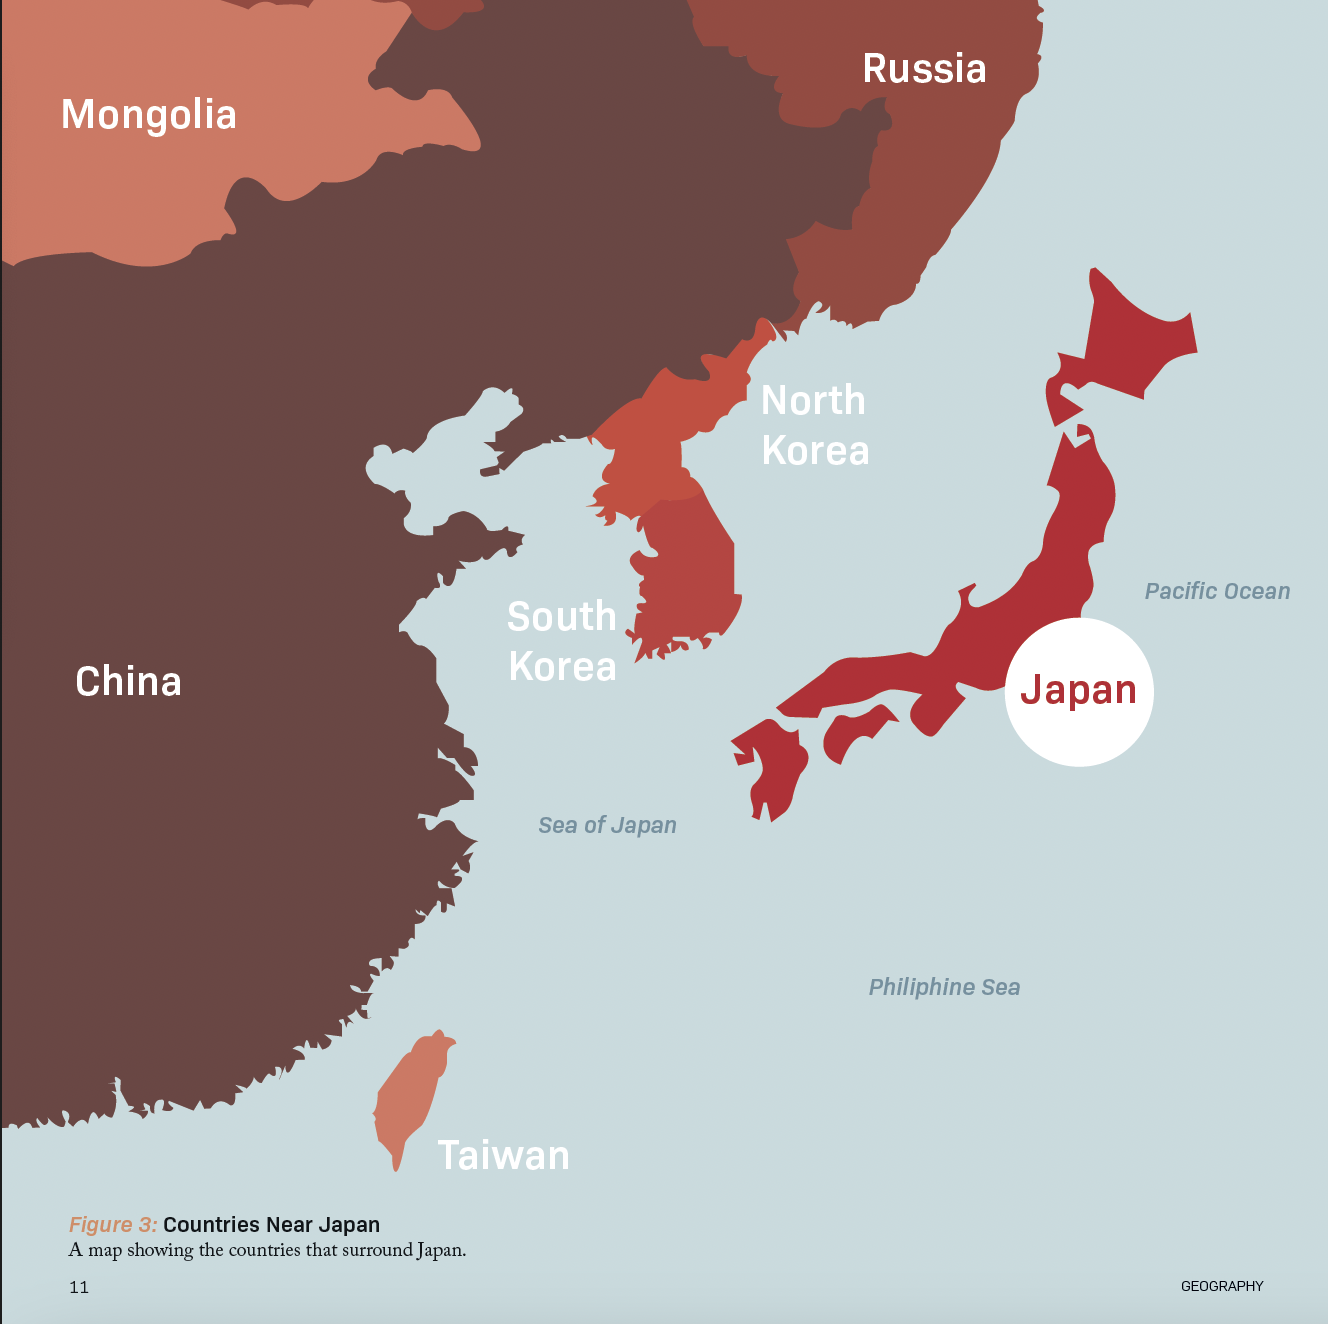 Russia
Mongolia
North
Korea
Pacific Ocean
South
Korea
China
Japan
Sea of Japan
Philiphine Sea
Taiwan
Figure 3: Countries Near Japan
A map showing the countries that surround Japan.
11
GEOGRAPHY